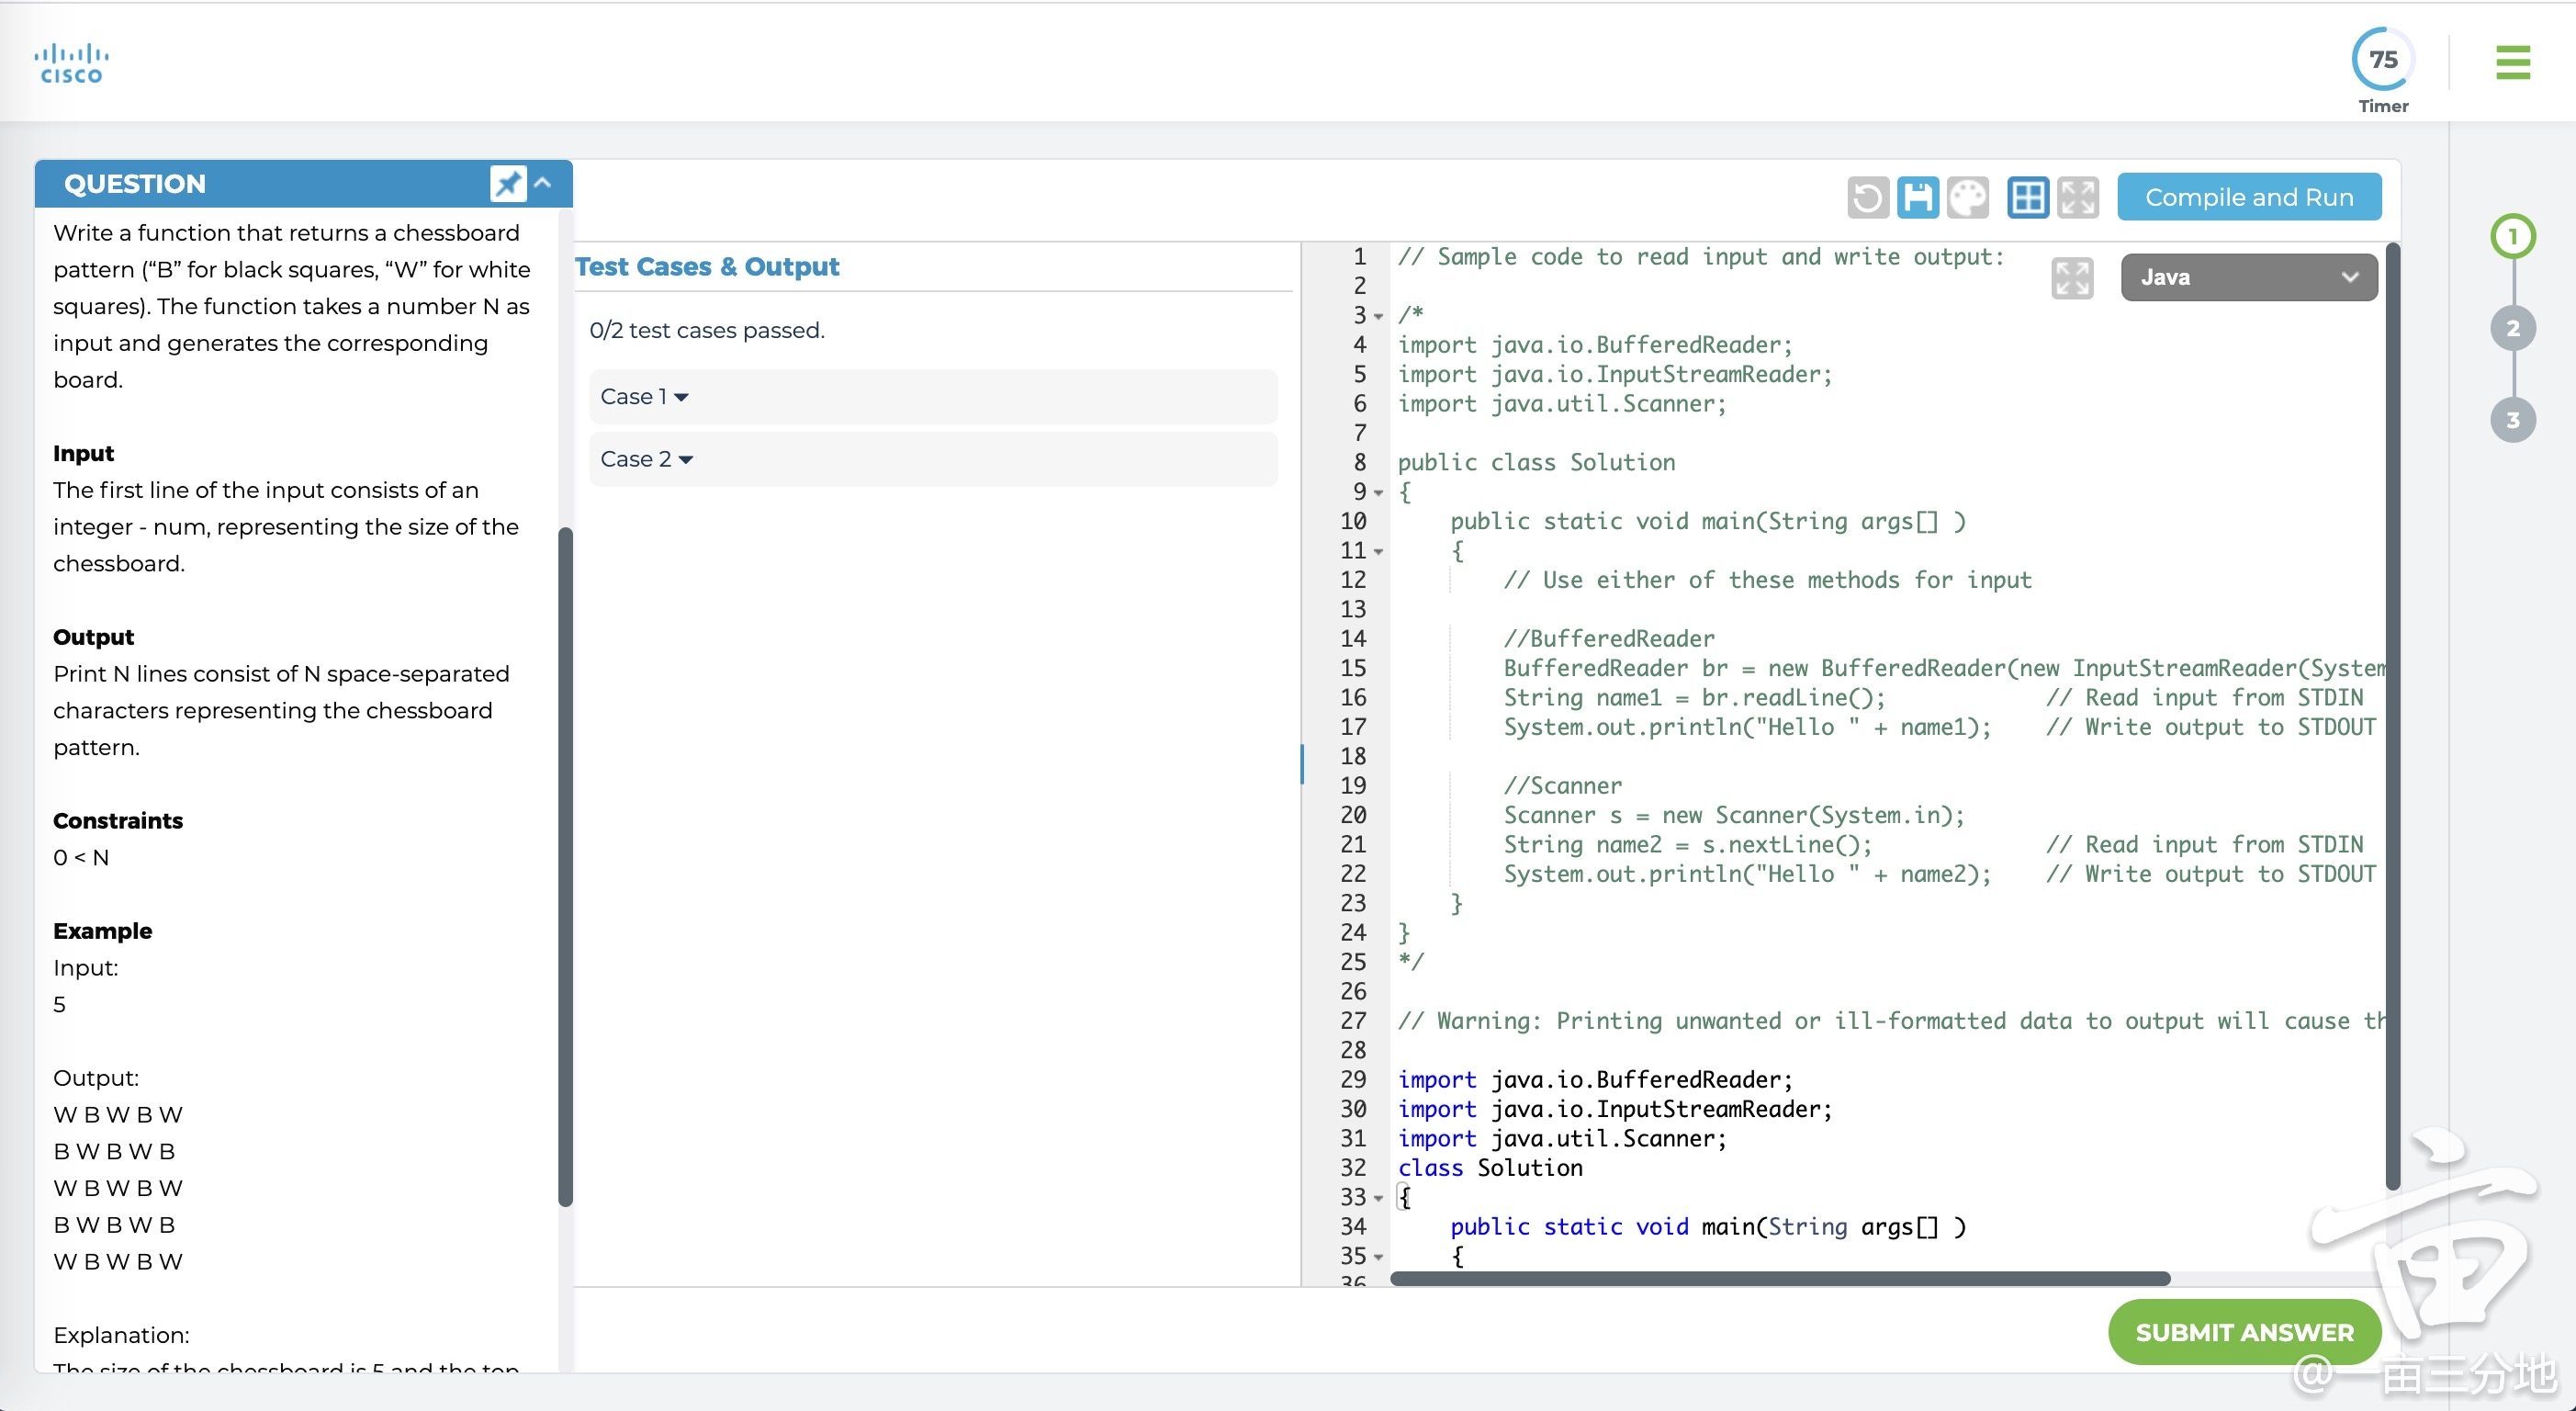 CISCO
75
Timer
QUESTION
Write a function that returns a chessboard
pattern (“B” for black squares, “W” for white
squares). The function takes a number N as
input and generates the corresponding
board.
Input
The first line of the input consists of an
integer - num, representing the size of the
chessboard.
Output
Print N lines consist of N space-separated
characters representing the chessboard
pattern.
Constraints
0 < N
Example
Input:
5
Output:
W B W B W
B W B W B
W B W B W
B W B W B
W B W B W
Explanation:
The size of the chessboard is 5 and the top
Compile and Run
Test Cases & Output
0/2 test cases passed.
Case 1
Case 2
Java
1 // Sample code to read input and write output:
2
3 /*
4 import java.io.BufferedReader;
5 import java.io.InputStreamReader;
6 import java.util.Scanner;
7
8 public class Solution
9 {
10 public static void main(String args[] )
11 {
12 // Use either of these methods for input
13
14 //BufferedReader
15 BufferedReader br = new BufferedReader(new InputStreamReader(System
16 String name1 = br.readLine(); // Read input from STDIN
17 System.out.println("Hello " + name1); // Write output to STDOUT
18
19 //Scanner
20 Scanner s = new Scanner(System.in);
21 String name2 = s.nextLine(); // Read input from STDIN
22 System.out.println("Hello " + name2); // Write output to STDOUT
23 }
24 }
25 */
26
27 // Warning: Printing unwanted or ill-formatted data to output will cause th
28
29 import java.io.BufferedReader;
30 import java.io.InputStreamReader;
31 import java.util.Scanner;
32 class Solution
33 {
34 public static void main(String args[] )
35 {
36
1
2
3
SUBMIT ANSWER
亩
@一亩三分地